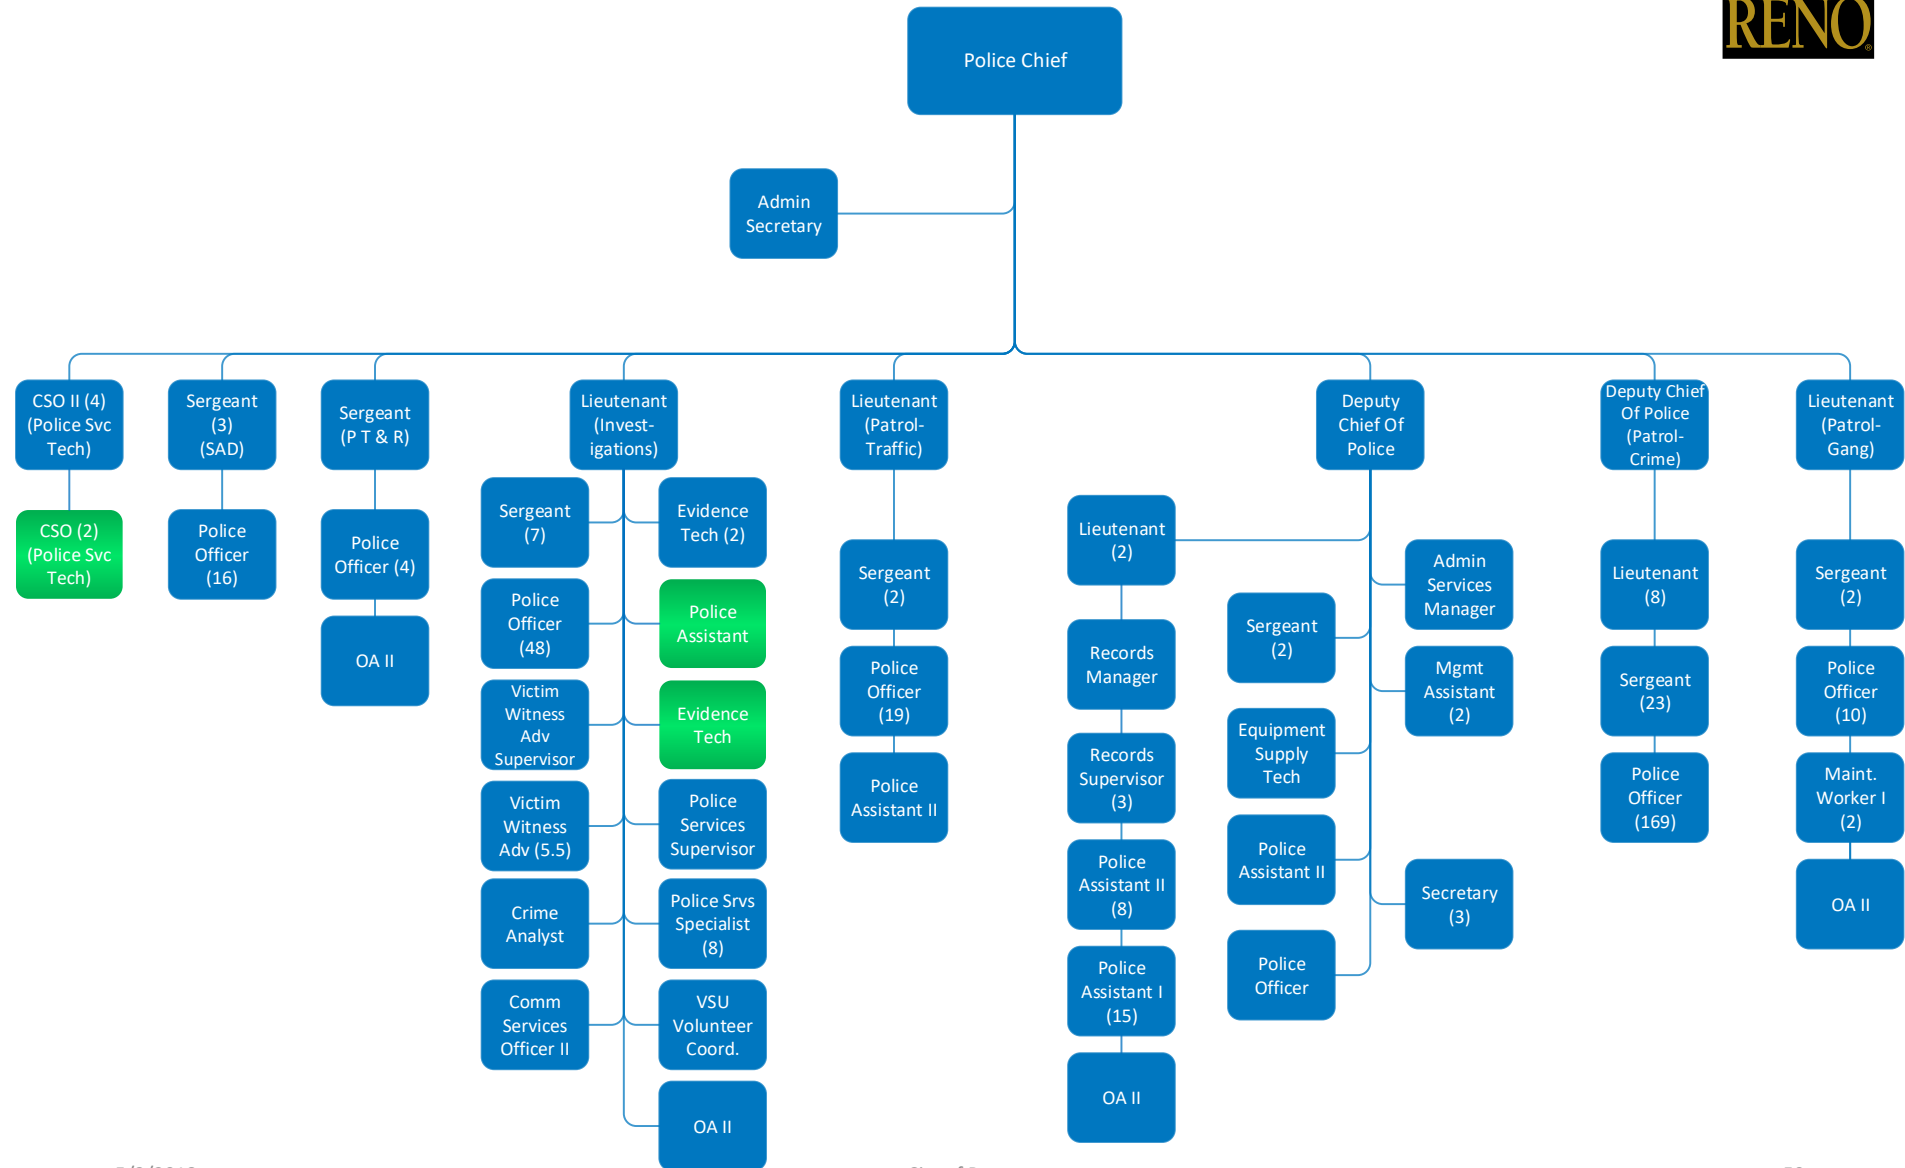 RENO®
Police Chief
Admin
Secretary
CSO II (4)
(Police Svc
Tech)
Sergeant
(3)
(SAD)
Sergeant
(P T & R)
Lieutenant
(Invest-
igations)
Lieutenant
(Patrol-
Traffic)
Deputy
Chief Of
Police
Deputy Chief
Of Police
(Patrol-
Crime)
Lieutenant
(Patrol-
Gang)
CSO (2)
(Police Svc
Tech)
Police
Officer
(16)
Police
Officer (4)
OA II
Sergeant
(7)
Evidence
Tech (2)
Police
Officer
(48)
Police
Assistant
Victim
Witness
Adv
Supervisor
Evidence
Tech
Victim
Witness
Adv (5.5)
Police
Services
Supervisor
Crime
Analyst
Police Srvs
Specialist
(8)
Comm
Services
Officer II
VSU
Volunteer
Coord.
OA II
Sergeant
(2)
Police
Officer
(19)
Police
Assistant II
Lieutenant
(2)
Records
Manager
Records
Supervisor
(3)
Police
Assistant II
(8)
Police
Assistant I
(15)
OA II
Sergeant
(2)
Equipment
Supply
Tech
Police
Assistant II
Police
Officer
Admin
Services
Manager
Mgmt
Assistant
(2)
Secretary
(3)
Lieutenant
(8)
Sergeant
(23)
Police
Officer
(169)
Sergeant
(2)
Police
Officer
(10)
Maint.
Worker I
(2)
OA II